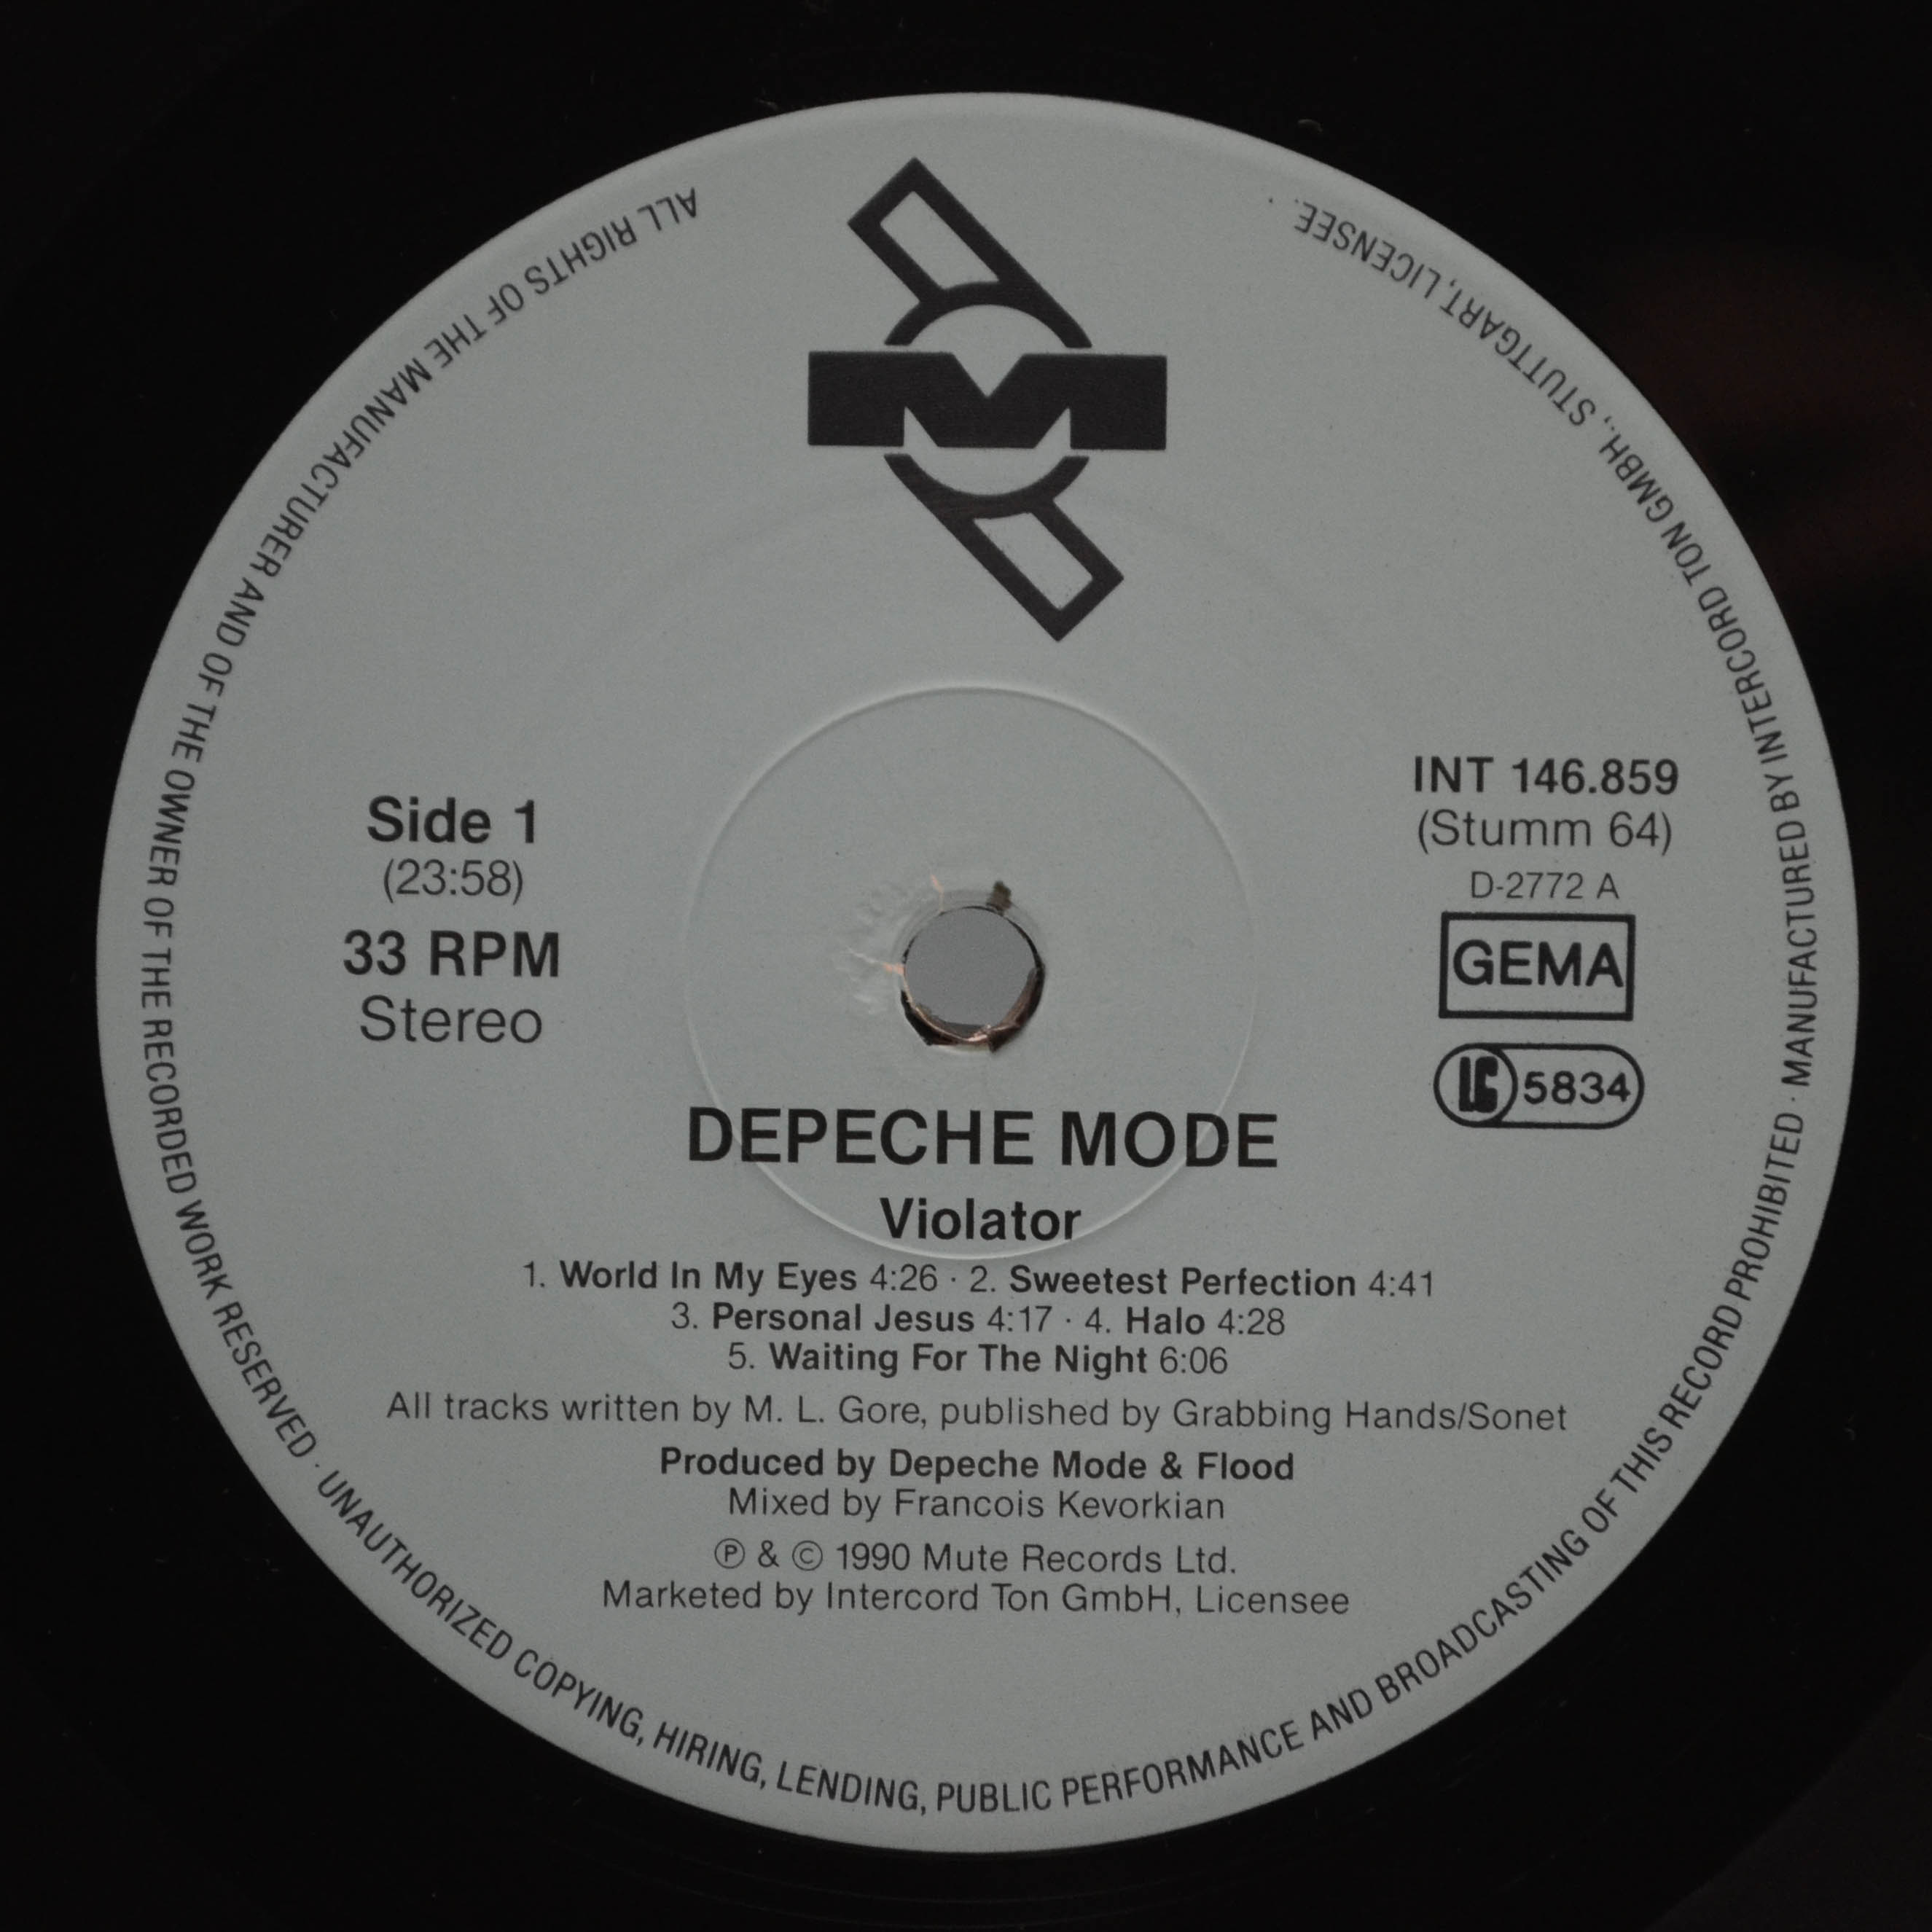 M
Side 1
(23:58)
33 RPM
Stereo
INT 146.859
(Stumm 64)
D-2772 A
GEMA
LC 5834
DEPECHE MODE
Violator
1. World In My Eyes 4:26 · 2. Sweetest Perfection 4:41
3. Personal Jesus 4:17 · 4. Halo 4:28
5. Waiting For The Night 6:06
All tracks written by M. L. Gore, published by Grabbing Hands/Sonet
Produced by Depeche Mode & Flood
Mixed by Francois Kevorkian
Ⓟ & © 1990 Mute Records Ltd.
Marketed by Intercord Ton GmbH, Licensee
ALL RIGHTS OF THE MANUFACTURER AND OF THE OWNER OF THE RECORDED WORK RESERVED · UNAUTHORIZED COPYING, HIRING, LENDING, PUBLIC PERFORMANCE AND BROADCASTING OF THIS RECORD PROHIBITED · MANUFACTURED BY INTERCORD TON GMBH., STUTTGART, LICENSEE. ·